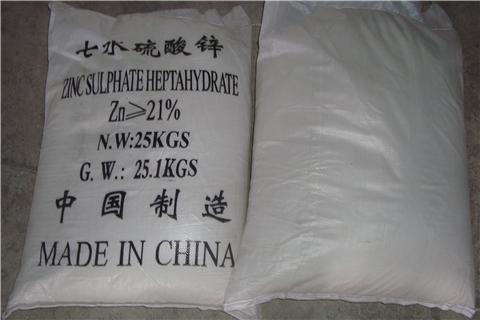 七水硫酸锌
ZINC SULPHATE HEPTAHYDRATE
Zn⩾21%
N.W:25KGS
G.W.: 25.1KGS
中国制造
MADE IN CHINA